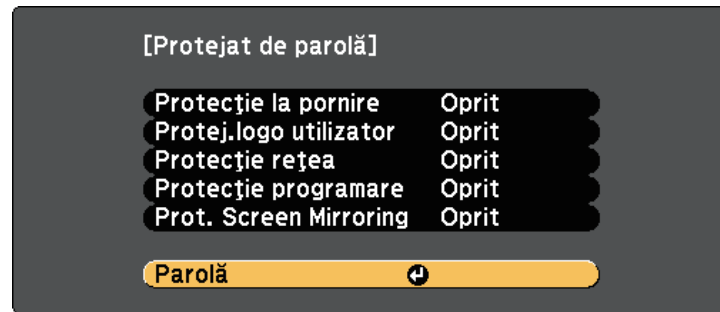 [Protejat de parolă]
Protecţie la pornire Oprit
Protej.logo utilizator Oprit
Protecţie reţea Oprit
Protecţie programare Oprit
Prot. Screen Mirroring Oprit
Parolă